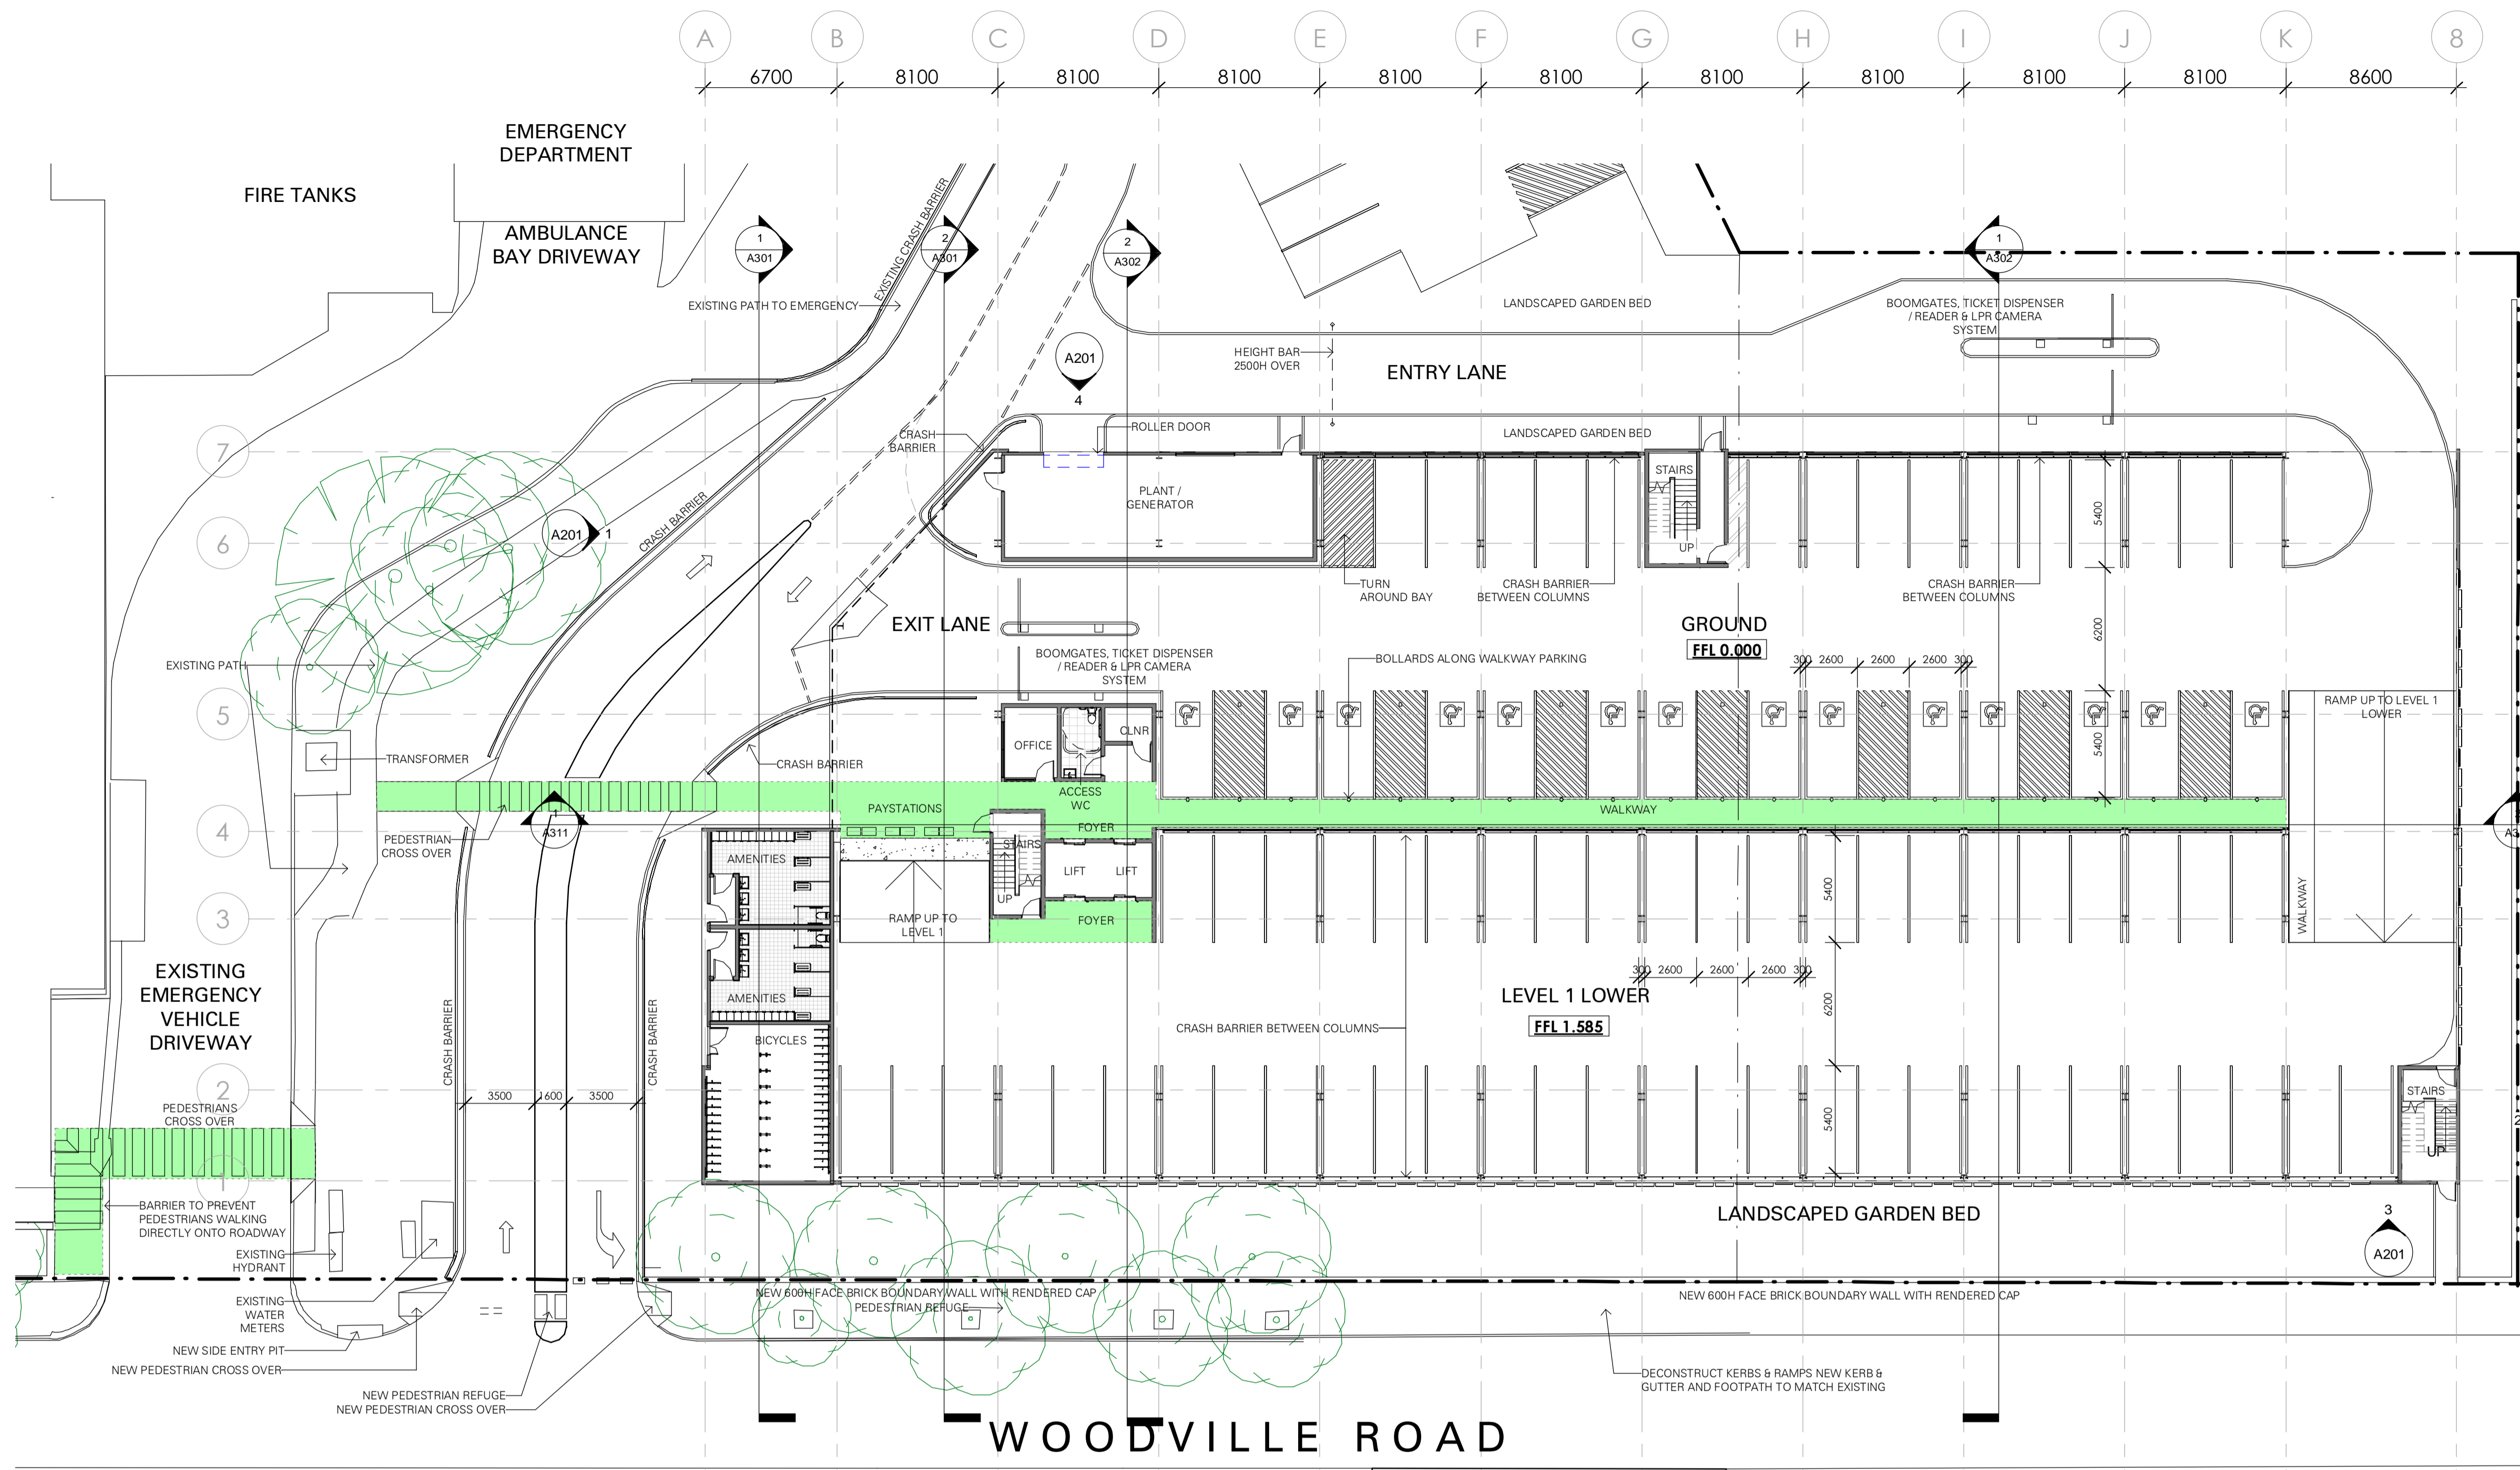 A B C D E F G H I J K 8
6700 8100 8100 8100 8100 8100 8100 8100 8100 8100 8600
EMERGENCY
DEPARTMENT
FIRE TANKS
AMBULANCE
BAY DRIVEWAY
EXISTING CRASH BARRIER
1
A301
2
A301
2
A302
1
A302
EXISTING PATH TO EMERGENCY
LANDSCAPED GARDEN BED
BOOMGATES, TICKET DISPENSER
/ READER & LPR CAMERA
SYSTEM
A201
4
HEIGHT BAR
2500H OVER
ENTRY LANE
CRASH
BARRIER
ROLLER DOOR
LANDSCAPED GARDEN BED
7
STAIRS
UP
PLANT /
GENERATOR
CRASH BARRIER
A201
1
6
5400
TURN
AROUND BAY
CRASH BARRIER
BETWEEN COLUMNS
CRASH BARRIER
BETWEEN COLUMNS
EXIT LANE
GROUND
FFL 0.000
6200
BOOMGATES, TICKET DISPENSER
/ READER & LPR CAMERA
SYSTEM
BOLLARDS ALONG WALKWAY PARKING
300 2600 2600 2600 300
EXISTING PATH
5
RAMP UP TO LEVEL 1
LOWER
OFFICE
CLNR
5400
TRANSFORMER
CRASH BARRIER
ACCESS
WC
PAYSTATIONS
WALKWAY
FOYER
4
1
A311
PEDESTRIAN
CROSS OVER
AMENITIES
STAIRS
UP
LIFT
LIFT
5400
3
RAMP UP TO
LEVEL 1
FOYER
WALKWAY
EXISTING
EMERGENCY
VEHICLE
DRIVEWAY
AMENITIES
300 2600 2600 2600 300
LEVEL 1 LOWER
FFL 1.585
6200
CRASH BARRIER
CRASH BARRIER
BICYCLES
CRASH BARRIER BETWEEN COLUMNS
2
3500 1600 3500
STAIRS
UP
5400
PEDESTRIANS
CROSS OVER
1
BARRIER TO PREVENT
PEDESTRIANS WALKING
DIRECTLY ONTO ROADWAY
LANDSCAPED GARDEN BED
3
A201
EXISTING
HYDRANT
NEW 600H FACE BRICK BOUNDARY WALL WITH RENDERED CAP
NEW 600H FACE BRICK BOUNDARY WALL WITH RENDERED CAP
PEDESTRIAN REFUGE
EXISTING
WATER
METERS
NEW SIDE ENTRY PIT
NEW PEDESTRIAN CROSS OVER
DECONSTRUCT KERBS & RAMPS NEW KERB &
GUTTER AND FOOTPATH TO MATCH EXISTING
NEW PEDESTRIAN REFUGE
NEW PEDESTRIAN CROSS OVER
WOODVILLE ROAD